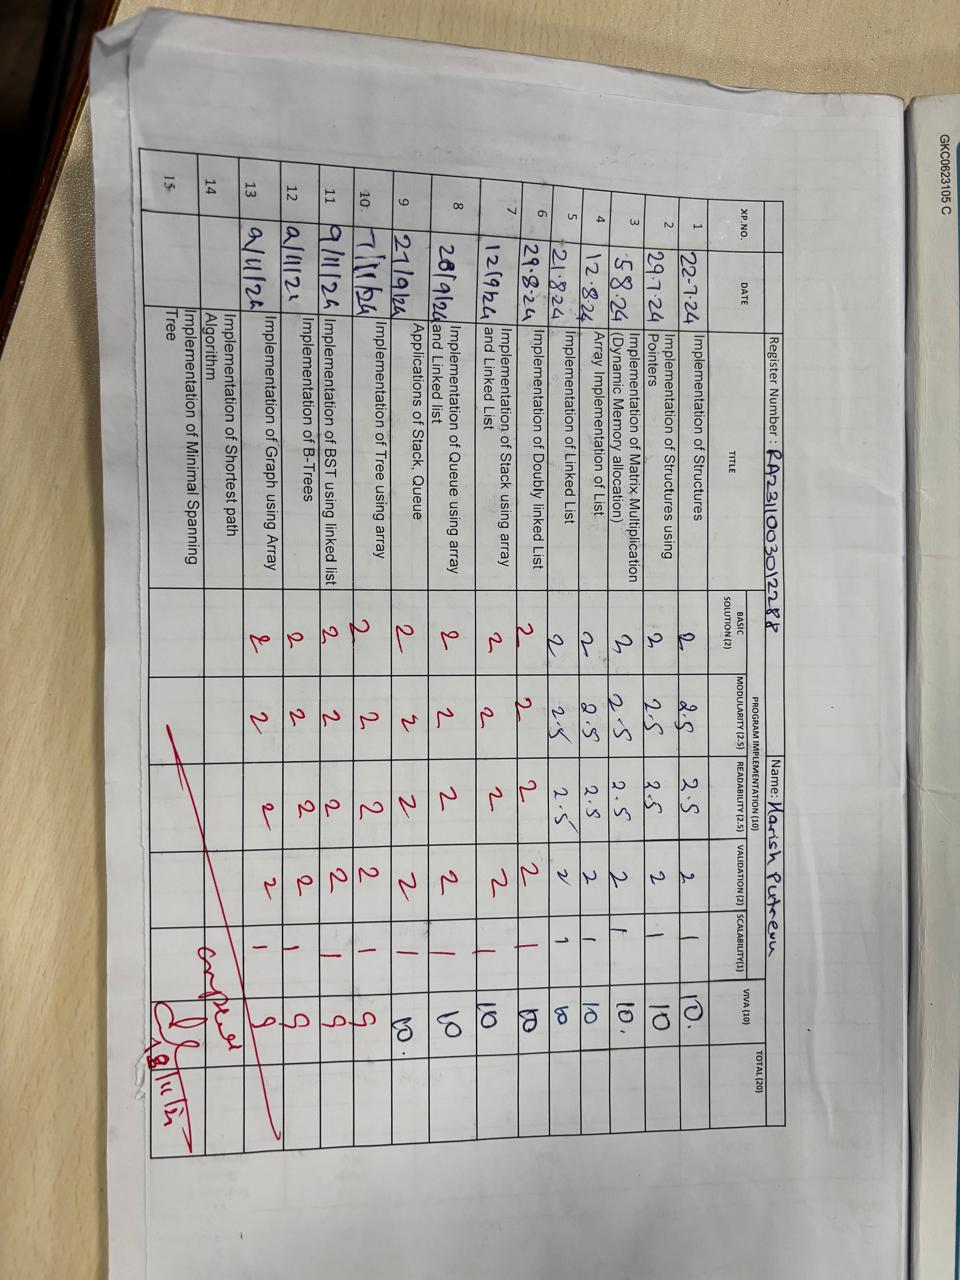 GKC0623105 C
Register Number : RA2311003012288 Name: Harish Putrevu
XP.NO. DATE TITLE PROGRAM IMPLEMENTATION (10) VIVA (10) TOTAL (20)
BASIC SOLUTION (2) MODULARITY (2.5) READABILITY (2.5) VALIDATION (2) SCALABILITY(1)
1 22-7-24 Implementation of Structures 2 2.5 2.5 2 1 10.
2 29.7.24 Implementation of Structures using Pointers 2 2.5 2.5 2 1 10
3 5 8.24 Implementation of Matrix Multiplication (Dynamic Memory allocation) 2 2.5 2.5 2 1 10.
4 12.8.24 Array Implementation of List 2 2.5 2.5 2 1 10
5 21.8.24 Implementation of Linked List 2 2.5 2.5 2 1 10
6 29.8.24 Implementation of Doubly linked List 2 2 2 2 1 10
7 12/9/24 Implementation of Stack using array and Linked List 2 2 2 2 1 10
8 20/9/24 Implementation of Queue using array and Linked list 2 2 2 2 1 10
9 27/9/24 Applications of Stack, Queue 2 2 2 2 1 10.
10. 7/11/24 Implementation of Tree using array 2 2 2 2 1 9
11 9/11/24 Implementation of BST using linked list 2 2 2 2 1 9
12 9/11/24 Implementation of B-Trees 2 2 2 2 1 9
13 9/11/24 Implementation of Graph using Array 2 2 2 2 1 9
14 Implementation of Shortest path Algorithm
15 Implementation of Minimal Spanning Tree
18/11/24